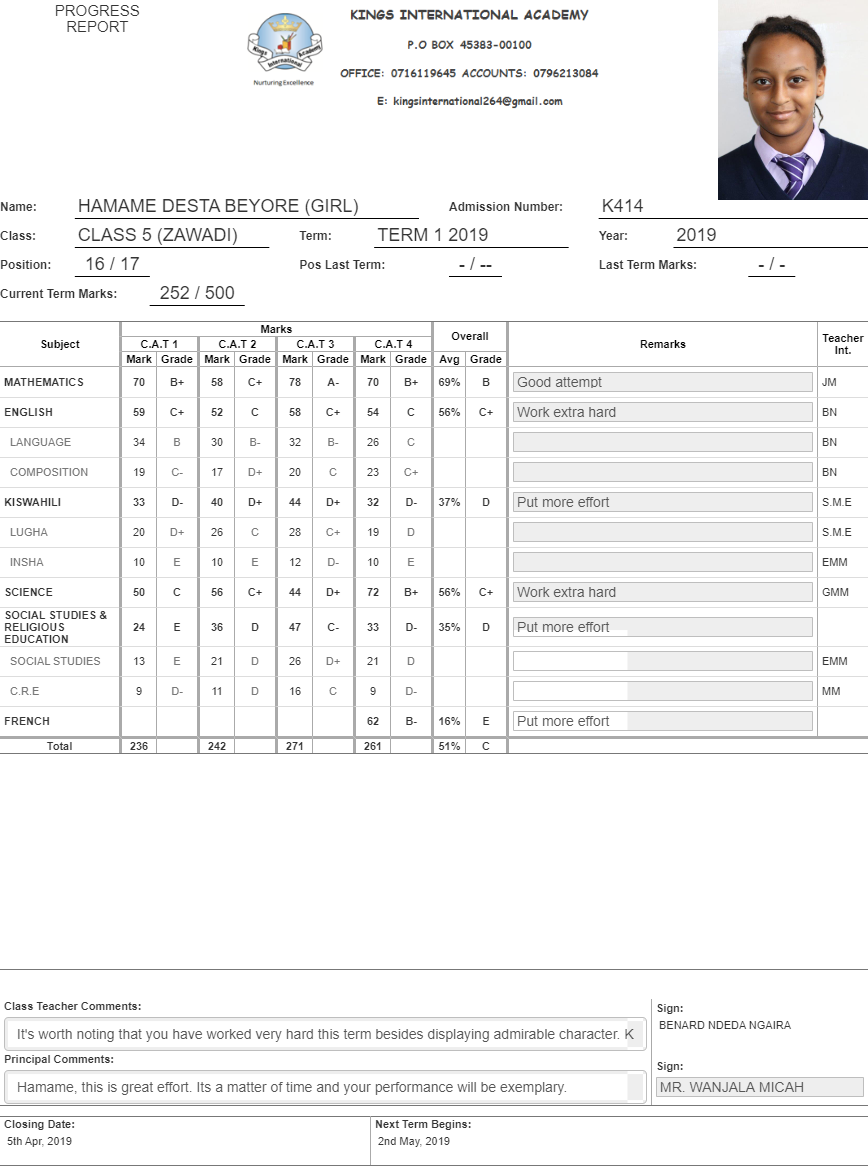 PROGRESS
REPORT
Kings International Academy
Nurturing Excellence
KINGS INTERNATIONAL ACADEMY
P.O BOX 45383-00100
OFFICE: 0716119645 ACCOUNTS: 0796213084
E: kingsinternational264@gmail.com
Name: HAMAME DESTA BEYORE (GIRL) Admission Number: K414
Class: CLASS 5 (ZAWADI) Term: TERM 1 2019 Year: 2019
Position: 16 / 17 Pos Last Term: - / -- Last Term Marks: - / -
Current Term Marks: 252 / 500
Subject Marks Overall Remarks Teacher Int.
C.A.T 1 C.A.T 2 C.A.T 3 C.A.T 4
Mark Grade Mark Grade Mark Grade Mark Grade Avg Grade
MATHEMATICS 70 B+ 58 C+ 78 A- 70 B+ 69% B Good attempt JM
ENGLISH 59 C+ 52 C 58 C+ 54 C 56% C+ Work extra hard BN
LANGUAGE 34 B 30 B- 32 B- 26 C BN
COMPOSITION 19 C- 17 D+ 20 C 23 C+ BN
KISWAHILI 33 D- 40 D+ 44 D+ 32 D- 37% D Put more effort S.M.E
LUGHA 20 D+ 26 C 28 C+ 19 D S.M.E
INSHA 10 E 10 E 12 D- 10 E EMM
SCIENCE 50 C 56 C+ 44 D+ 72 B+ 56% C+ Work extra hard GMM
SOCIAL STUDIES &
RELIGIOUS
EDUCATION 24 E 36 D 47 C- 33 D- 35% D Put more effort
SOCIAL STUDIES 13 E 21 D 26 D+ 21 D EMM
C.R.E 9 D- 11 D 16 C 9 D- MM
FRENCH 62 B- 16% E Put more effort
Total 236 242 271 261 51% C
Class Teacher Comments:
It's worth noting that you have worked very hard this term besides displaying admirable character. K
Sign:
BENARD NDEDA NGAIRA
Principal Comments:
Hamame, this is great effort. Its a matter of time and your performance will be exemplary.
Sign:
MR. WANJALA MICAH
Closing Date:
5th Apr, 2019
Next Term Begins:
2nd May, 2019